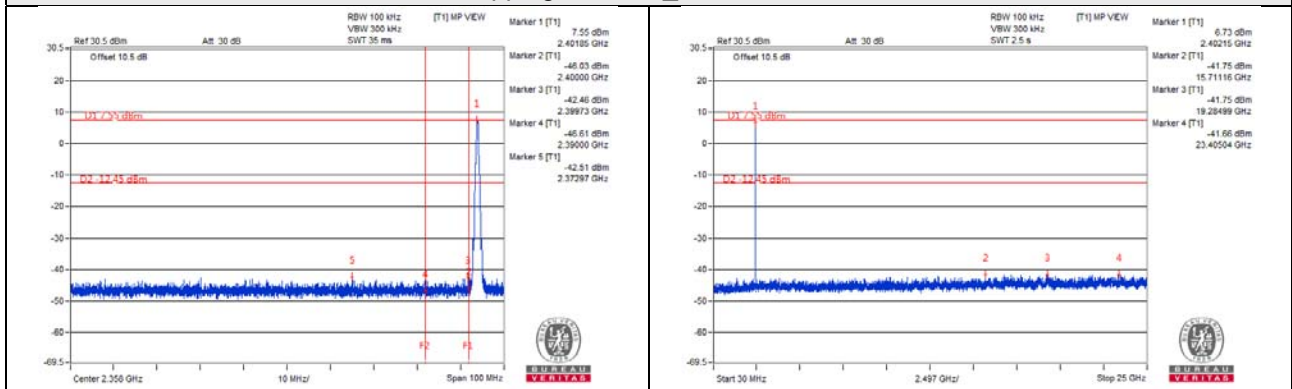 RBW 100 kHz
VBW 300 kHz
SWT 35 ms
[T1] MP VIEW
Ref 30.5 dBm
Att 30 dB
Offset 10.5 dB
Marker 1 [T1]
7.55 dBm
2.40185 GHz
Marker 2 [T1]
-46.03 dBm
2.40000 GHz
Marker 3 [T1]
-42.46 dBm
2.39973 GHz
Marker 4 [T1]
-46.61 dBm
2.39000 GHz
Marker 5 [T1]
-42.51 dBm
2.37297 GHz
30.5
20
10
0
-10
-20
-30
-40
-50
-60
-69.5
D1 7.55 dBm
D2 -12.45 dBm
1
5
4
3
2
F2
F1
Center 2.358 GHz
10 MHz/
Span 100 MHz
BUREAU
VERITAS
RBW 100 kHz
VBW 300 kHz
SWT 2.5 s
[T1] MP VIEW
Ref 30.5 dBm
Att 30 dB
Offset 10.5 dB
Marker 1 [T1]
6.73 dBm
2.40215 GHz
Marker 2 [T1]
-41.75 dBm
15.71116 GHz
Marker 3 [T1]
-41.75 dBm
19.28499 GHz
Marker 4 [T1]
-41.66 dBm
23.40504 GHz
30.5
20
10
0
-10
-20
-30
-40
-50
-60
-69.5
D1 7.55 dBm
D2 -12.45 dBm
1
2
3
4
Start 30 MHz
2.497 GHz/
Stop 25 GHz
BUREAU
VERITAS